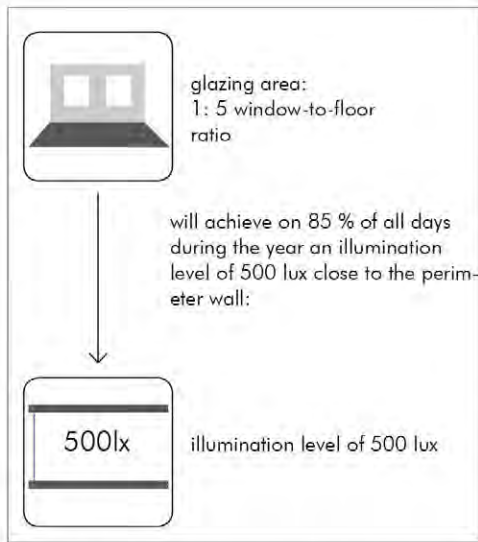 glazing area:
1: 5 window-to-floor
ratio
will achieve on 85 % of all days
during the year an illumination
level of 500 lux close to the perim-
eter wall:
500lx
illumination level of 500 lux